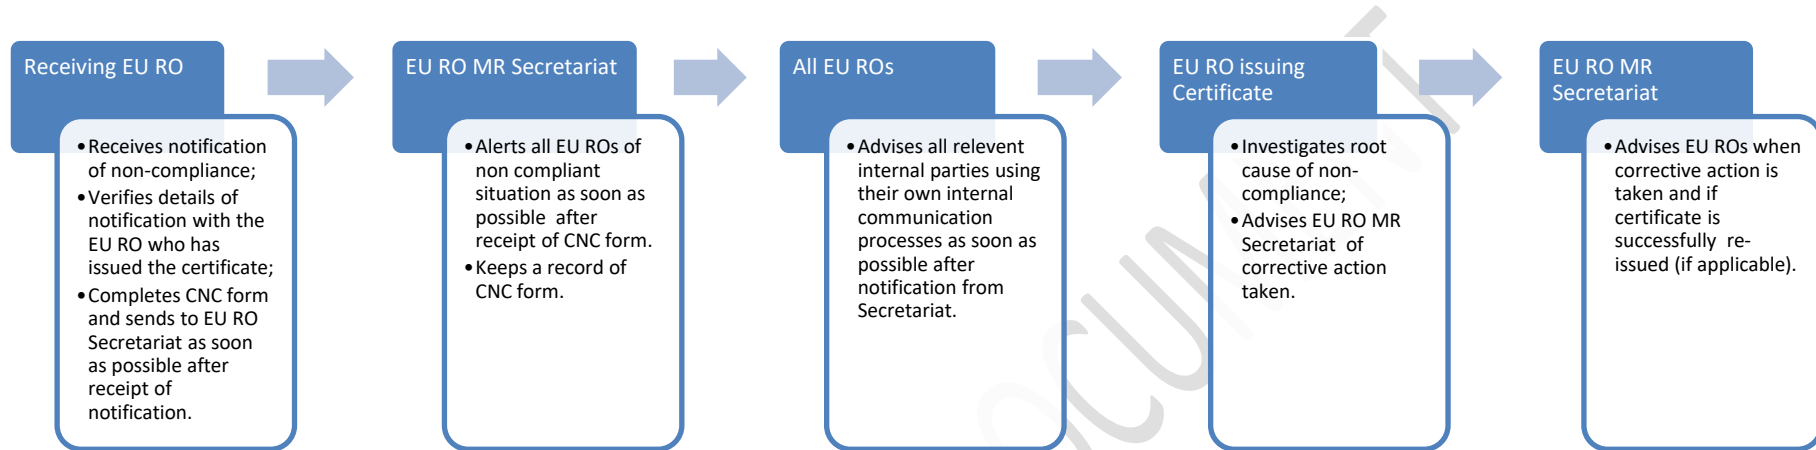 Receiving EU RO
•Receives notification
of non-compliance;
•Verifies details of
notification with the
EU RO who has
issued the certificate;
•Completes CNC form
and sends to EU RO
Secretariat as soon
as possible after
receipt of
notification.
EU RO MR Secretariat
•Alerts all EU ROs of
non compliant
situation as soon as
possible after
receipt of CNC form.
•Keeps a record of
CNC form.
All EU ROs
•Advises all relevent
internal parties using
their own internal
communication
processes as soon as
possible after
notification from
Secretariat.
EU RO issuing
Certificate
•Investigates root
cause of non-
compliance;
•Advises EU RO MR
Secretariat of
corrective action
taken.
EU RO MR
Secretariat
•Advises EU ROs when
corrective action is
taken and if
certificate is
successfully re-
issued (if applicable).